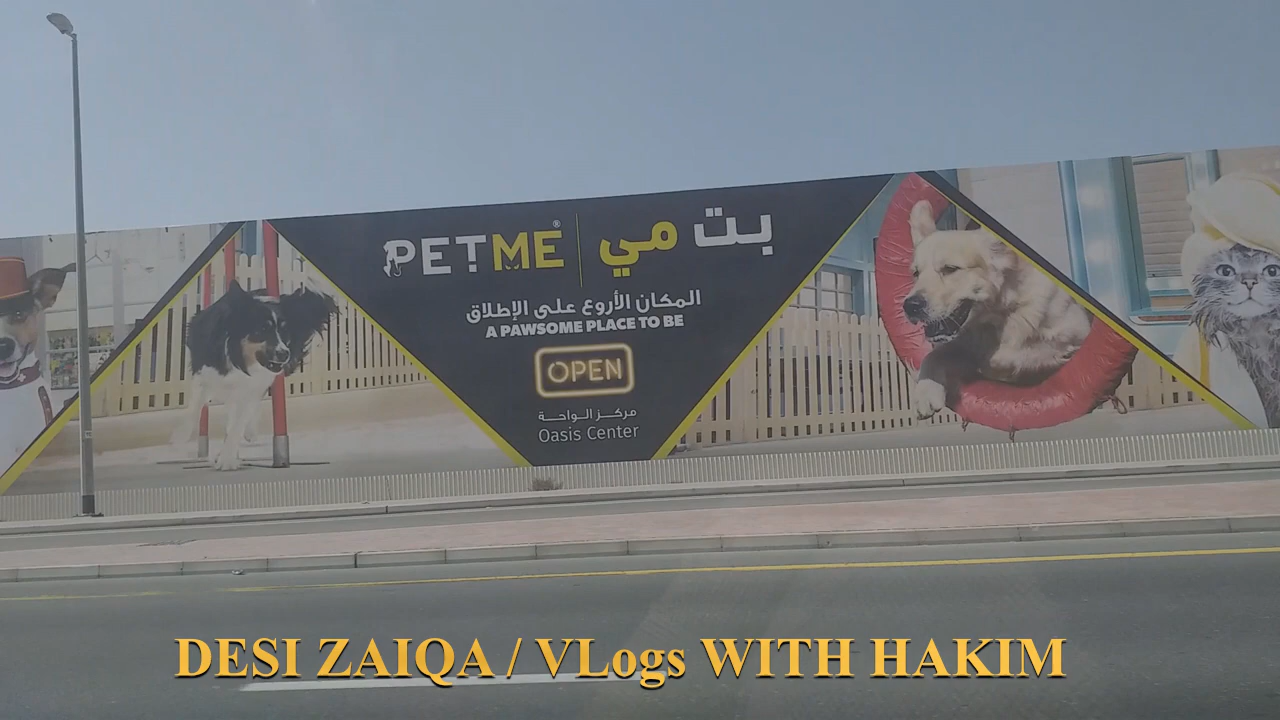 PETME® | بت مي
المكان الأروع على الإطلاق
A PAWSOME PLACE TO BE
OPEN
مركز الواحة
Oasis Center
DESI ZAIQA / VLogs WITH HAKIM